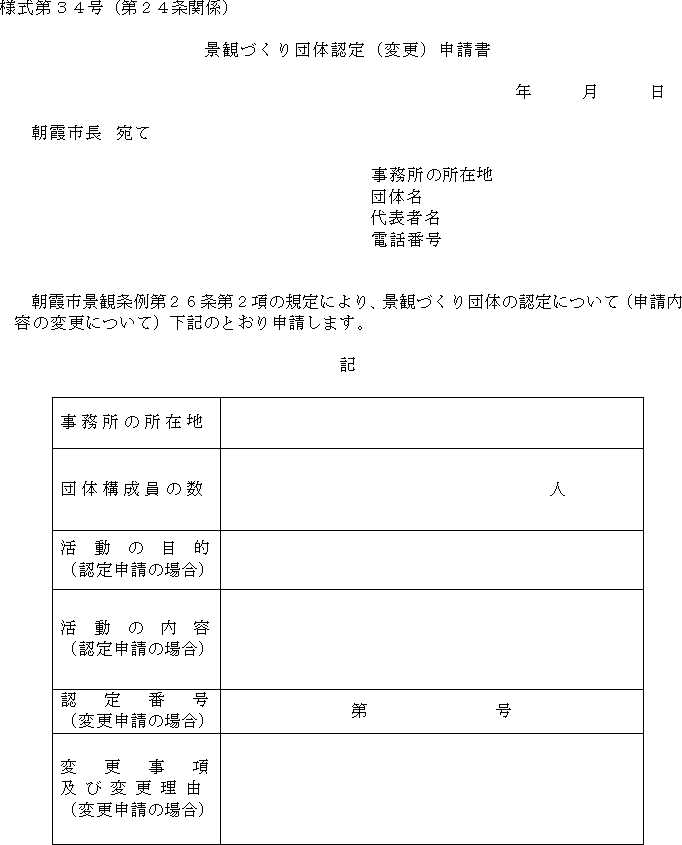 様式第３４号（第２４条関係）
景観づくり団体認定（変更）申請書
年　　月　　日
朝霞市長　宛て
事務所の所在地
団体名
代表者名
電話番号
朝霞市景観条例第２６条第２項の規定により、景観づくり団体の認定について（申請内
容の変更について）下記のとおり申請します。
記
事務所の所在地
団体構成員の数　　人
活動の目的
（認定申請の場合）
活動の内容
（認定申請の場合）
認定番号
（変更申請の場合）
第　　　号
変更事項
及び変更理由
（変更申請の場合）